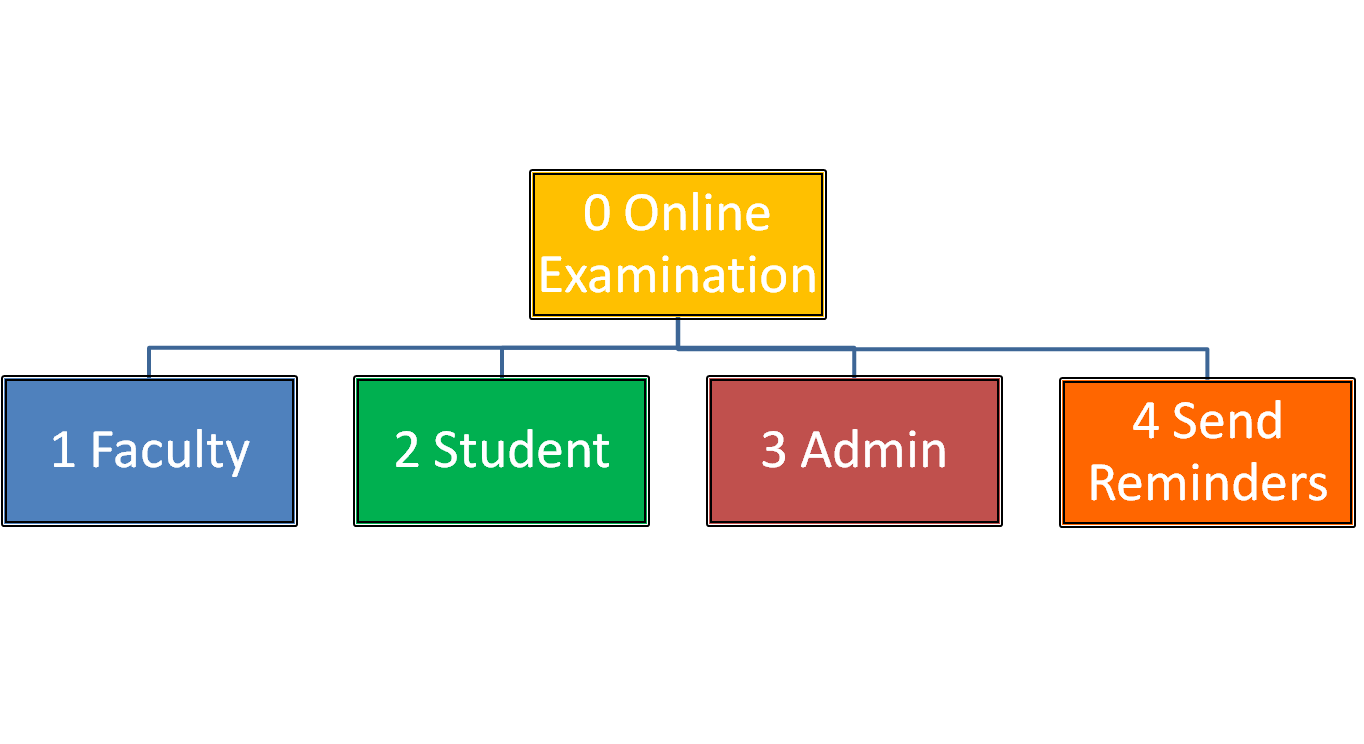 0 Online
Examination
1 Faculty
2 Student
3 Admin
4 Send
Reminders